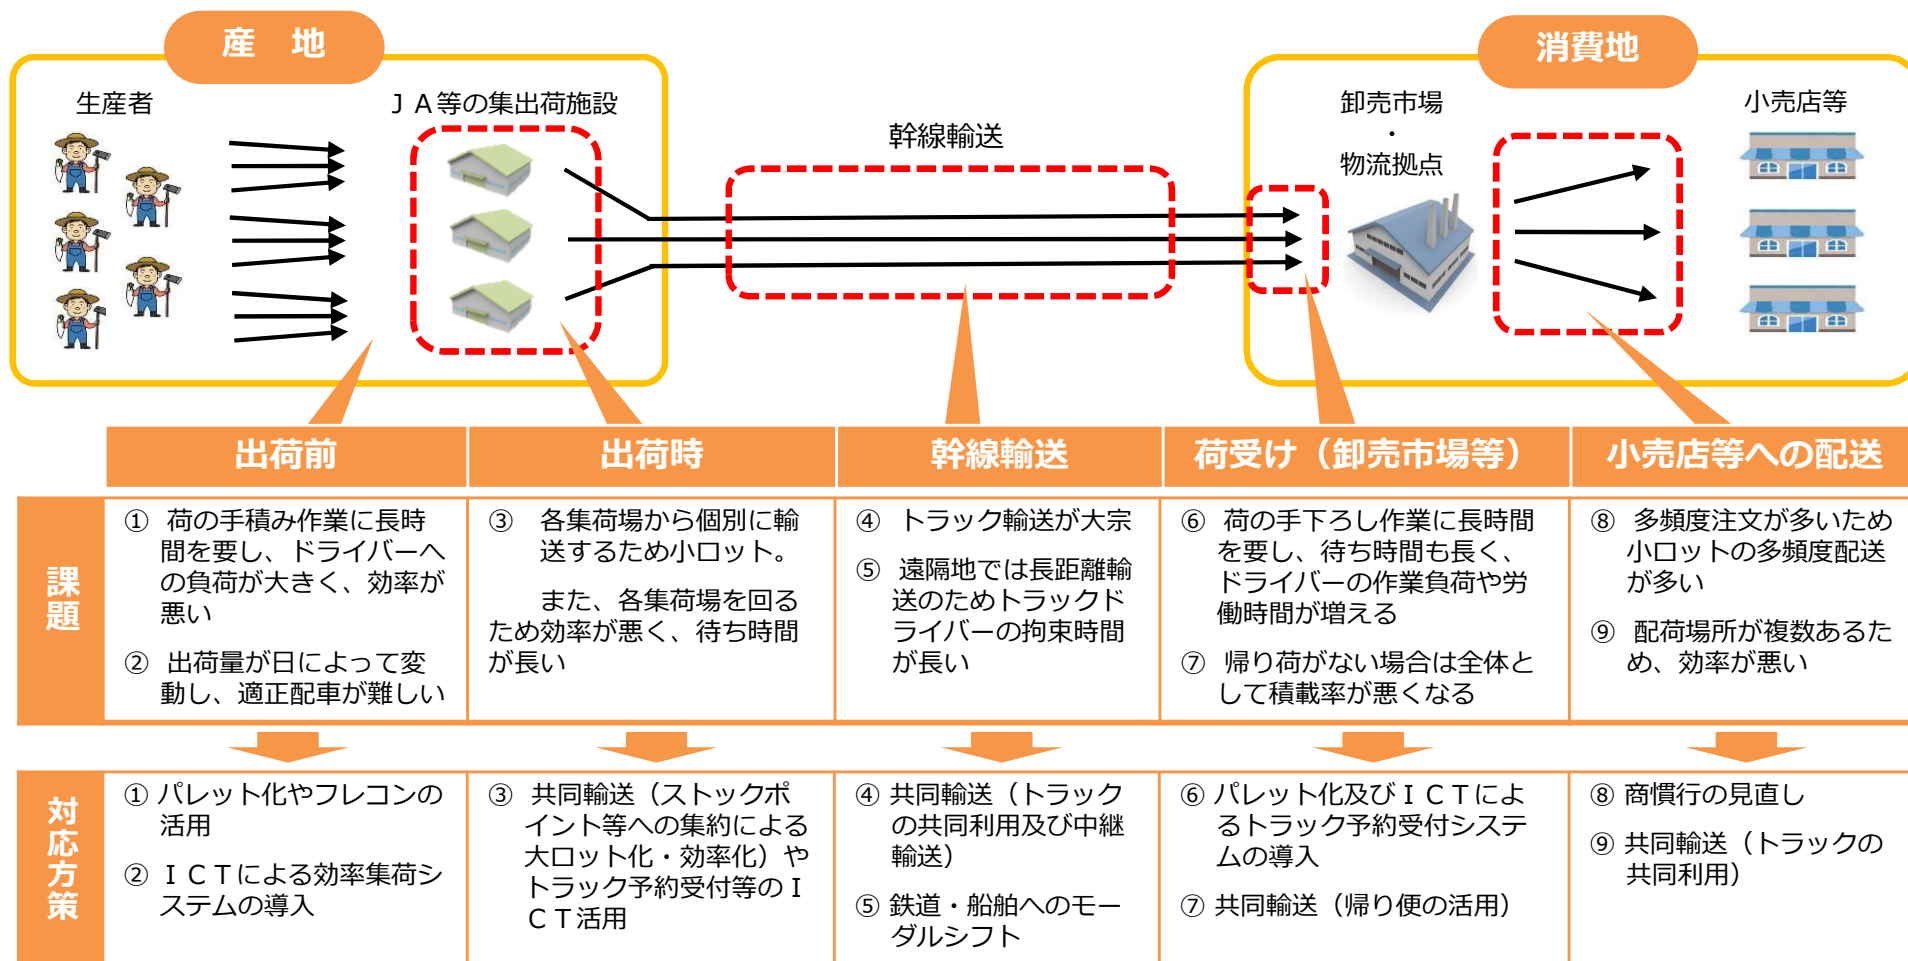 産　地
消費地
生産者
ＪＡ等の集出荷施設
幹線輸送
卸売市場
・
物流拠点
小売店等
出荷前
出荷時
幹線輸送
荷受け（卸売市場等）
小売店等への配送
課題
① 荷の手積み作業に長時
間を要し、ドライバーへ
の負荷が大きく、効率が
悪い
② 出荷量が日によって変
動し、適正配車が難しい
③ 各集荷場から個別に輸
送するため小ロット。
また、各集荷場を回る
ため効率が悪く、待ち時間
が長い
④ トラック輸送が大宗
⑤ 遠隔地では長距離輸
送のためトラックド
ライバーの拘束時間
が長い
⑥ 荷の手下ろし作業に長時間
を要し、待ち時間も長く、
ドライバーの作業負荷や労
働時間が増える
⑦ 帰り荷がない場合は全体と
して積載率が悪くなる
⑧ 多頻度注文が多いため
小ロットの多頻度配送
が多い
⑨ 配荷場所が複数あるた
め、効率が悪い
対応方策
① パレット化やフレコンの
活用
② ＩＣＴによる効率集荷シ
ステムの導入
③ 共同輸送（ストックポ
イント等への集約による
大ロット化・効率化）や
トラック予約受付等のＩ
ＣＴ活用
④ 共同輸送（トラック
の共同利用及び中継
輸送）
⑤ 鉄道・船舶へのモー
ダルシフト
⑥ パレット化及びＩＣＴによ
るトラック予約受付システ
ムの導入
⑦ 共同輸送（帰り便の活用）
⑧ 商慣行の見直し
⑨ 共同輸送（トラックの
共同利用）